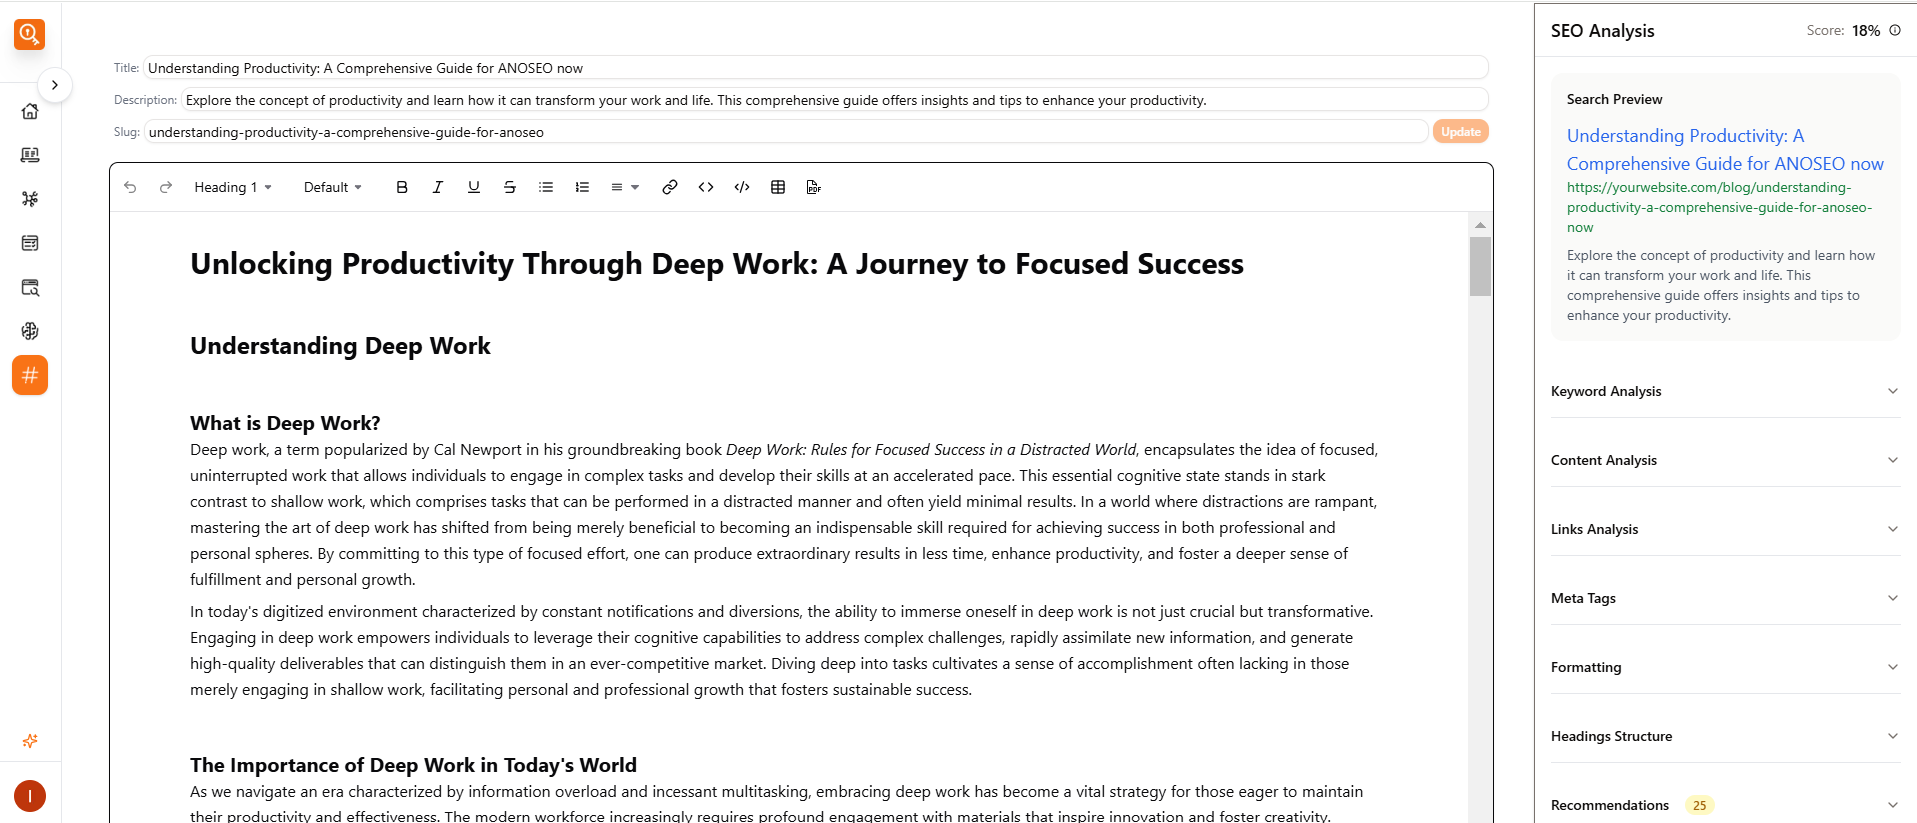 Title: Understanding Productivity: A Comprehensive Guide for ANOSEO now
Description: Explore the concept of productivity and learn how it can transform your work and life. This comprehensive guide offers insights and tips to enhance your productivity.
Slug: understanding-productivity-a-comprehensive-guide-for-anoseo Update
Heading 1 Default B I U S PDF
Unlocking Productivity Through Deep Work: A Journey to Focused Success
Understanding Deep Work
What is Deep Work?
Deep work, a term popularized by Cal Newport in his groundbreaking book Deep Work: Rules for Focused Success in a Distracted World, encapsulates the idea of focused,
uninterrupted work that allows individuals to engage in complex tasks and develop their skills at an accelerated pace. This essential cognitive state stands in stark
contrast to shallow work, which comprises tasks that can be performed in a distracted manner and often yield minimal results. In a world where distractions are rampant,
mastering the art of deep work has shifted from being merely beneficial to becoming an indispensable skill required for achieving success in both professional and
personal spheres. By committing to this type of focused effort, one can produce extraordinary results in less time, enhance productivity, and foster a deeper sense of
fulfillment and personal growth.
In today's digitized environment characterized by constant notifications and diversions, the ability to immerse oneself in deep work is not just crucial but transformative.
Engaging in deep work empowers individuals to leverage their cognitive capabilities to address complex challenges, rapidly assimilate new information, and generate
high-quality deliverables that can distinguish them in an ever-competitive market. Diving deep into tasks cultivates a sense of accomplishment often lacking in those
merely engaging in shallow work, facilitating personal and professional growth that fosters sustainable success.
The Importance of Deep Work in Today's World
As we navigate an era characterized by information overload and incessant multitasking, embracing deep work has become a vital strategy for those eager to maintain
their productivity and effectiveness. The modern workforce increasingly requires profound engagement with materials that inspire innovation and foster creativity.
I
SEO Analysis Score: 18%
Search Preview
Understanding Productivity: A
Comprehensive Guide for ANOSEO now
https://yourwebsite.com/blog/understanding-
productivity-a-comprehensive-guide-for-anoseo-
now
Explore the concept of productivity and learn how
it can transform your work and life. This
comprehensive guide offers insights and tips to
enhance your productivity.
Keyword Analysis
Content Analysis
Links Analysis
Meta Tags
Formatting
Headings Structure
Recommendations 25